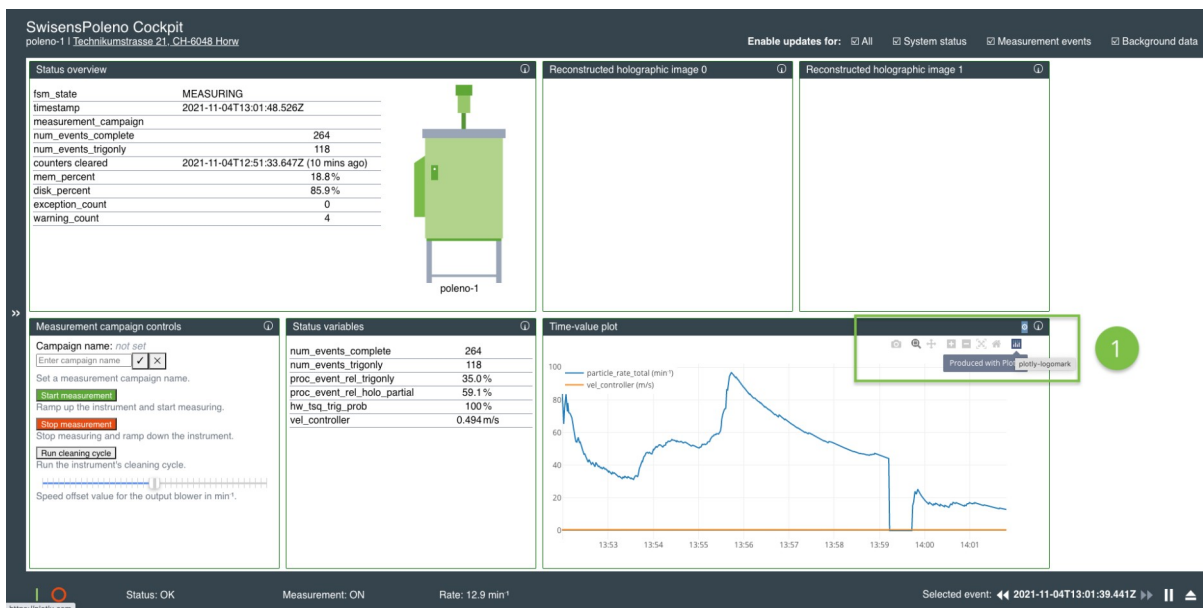 SwisensPoleno Cockpit
poleno-1 | Technikumstrasse 21, CH-6048 Horw
Enable updates for: All System status Measurement events Background data
Status overview
fsm_state MEASURING
timestamp 2021-11-04T13:01:48.526Z
measurement_campaign
num_events_complete 264
num_events_trigonly 118
counters cleared 2021-11-04T12:51:33.647Z (10 mins ago)
mem_percent 18.8%
disk_percent 85.9%
exception_count 0
warning_count 4
poleno-1
Reconstructed holographic image 0
Reconstructed holographic image 1
»
Measurement campaign controls
Campaign name: not set
Enter campaign name ✓ ×
Set a measurement campaign name.
Start measurement
Ramp up the instrument and start measuring.
Stop measurement
Stop measuring and ramp down the instrument.
Run cleaning cycle
Run the instrument's cleaning cycle.
Speed offset value for the output blower in min⁻¹.
Status variables
num_events_complete 264
num_events_trigonly 118
proc_event_rel_trigonly 35.0%
proc_event_rel_holo_partial 59.1%
hw_tsq_trig_prob 100%
vel_controller 0.494 m/s
Time-value plot
1
Produced with
plotly-logomark
particle_rate_total (min⁻¹)
vel_controller (m/s)
100
80
60
40
20
0
13:53 13:54 13:55 13:56 13:57 13:58 13:59 14:00 14:01
Status: OK
Measurement: ON
Rate: 12.9 min⁻¹
Selected event: 2021-11-04T13:01:39.441Z